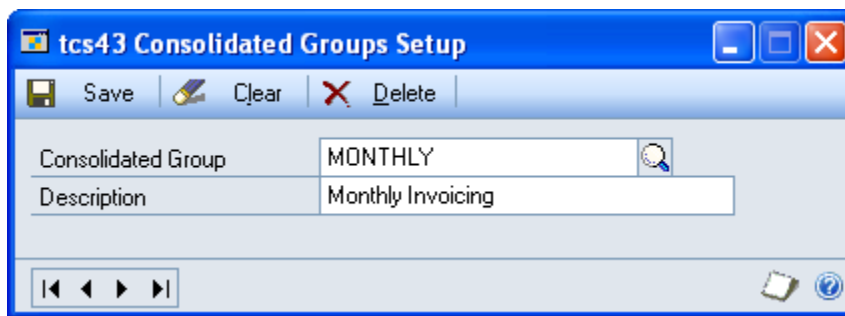 tcs43 Consolidated Groups Setup
Save Clear Delete
Consolidated Group MONTHLY
Description Monthly Invoicing